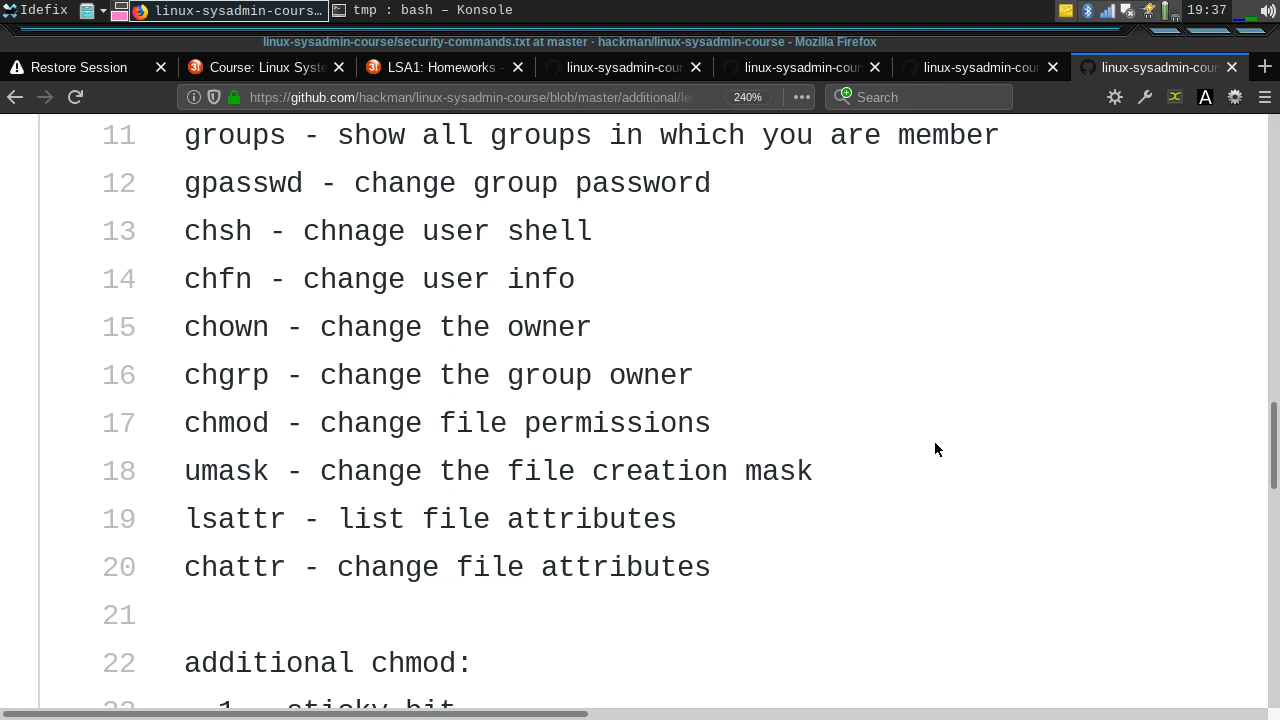 Idefix linux-sysadmin-cours… tmp : bash – Konsole 19:37
linux-sysadmin-course/security-commands.txt at master · hackman/linux-sysadmin-course - Mozilla Firefox
Restore Session Course: Linux Syste LSA1: Homeworks - linux-sysadmin-cour linux-sysadmin-cour linux-sysadmin-cour linux-sysadmin-cour
https://github.com/hackman/linux-sysadmin-course/blob/master/additional/le 240% Search
11 groups - show all groups in which you are member
12 gpasswd - change group password
13 chsh - chnage user shell
14 chfn - change user info
15 chown - change the owner
16 chgrp - change the group owner
17 chmod - change file permissions
18 umask - change the file creation mask
19 lsattr - list file attributes
20 chattr - change file attributes
21
22 additional chmod:
23 1 - sticky bit